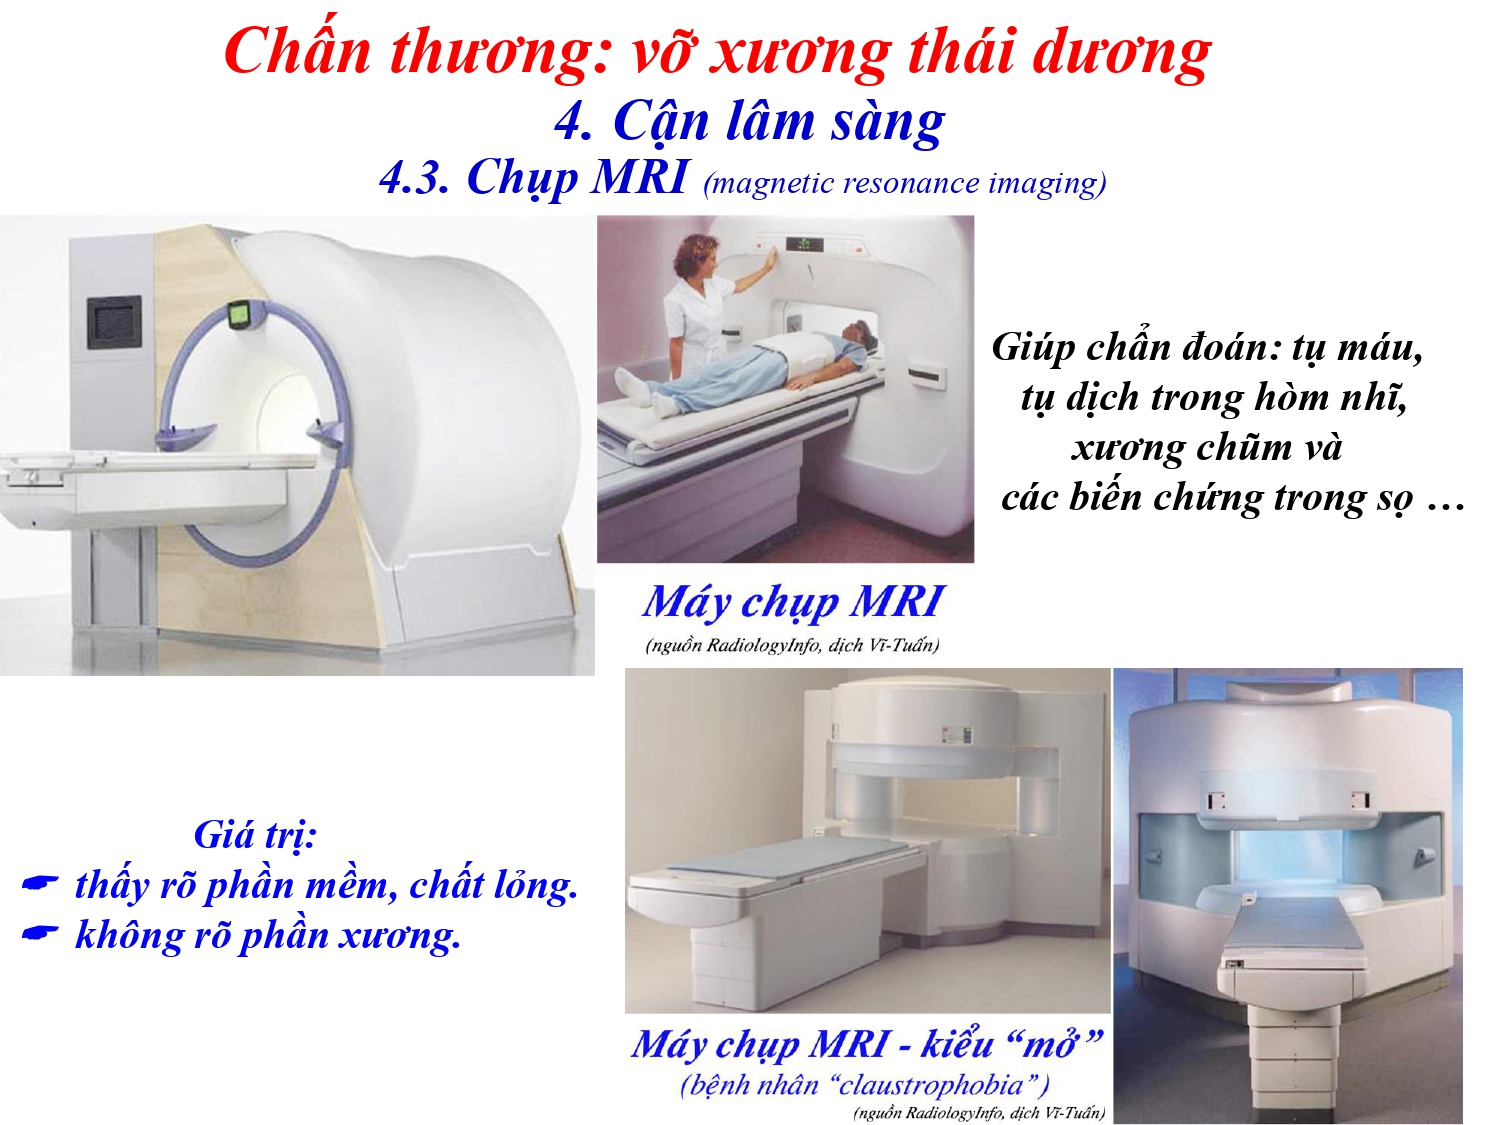 Chấn thương: vỡ xương thái dương
4. Cận lâm sàng
4.3. Chụp MRI (magnetic resonance imaging)
Giúp chẩn đoán: tụ máu,
tụ dịch trong hòm nhĩ,
xương chũm và
các biến chứng trong sọ …
Máy chụp MRI
(nguồn RadiologyInfo, dịch Vĩ-Tuấn)
Giá trị:
☛ thấy rõ phần mềm, chất lỏng.
☛ không rõ phần xương.
Máy chụp MRI - kiểu “mở”
(bệnh nhân “claustrophobia”)
(nguồn RadiologyInfo, dịch Vĩ-Tuấn)